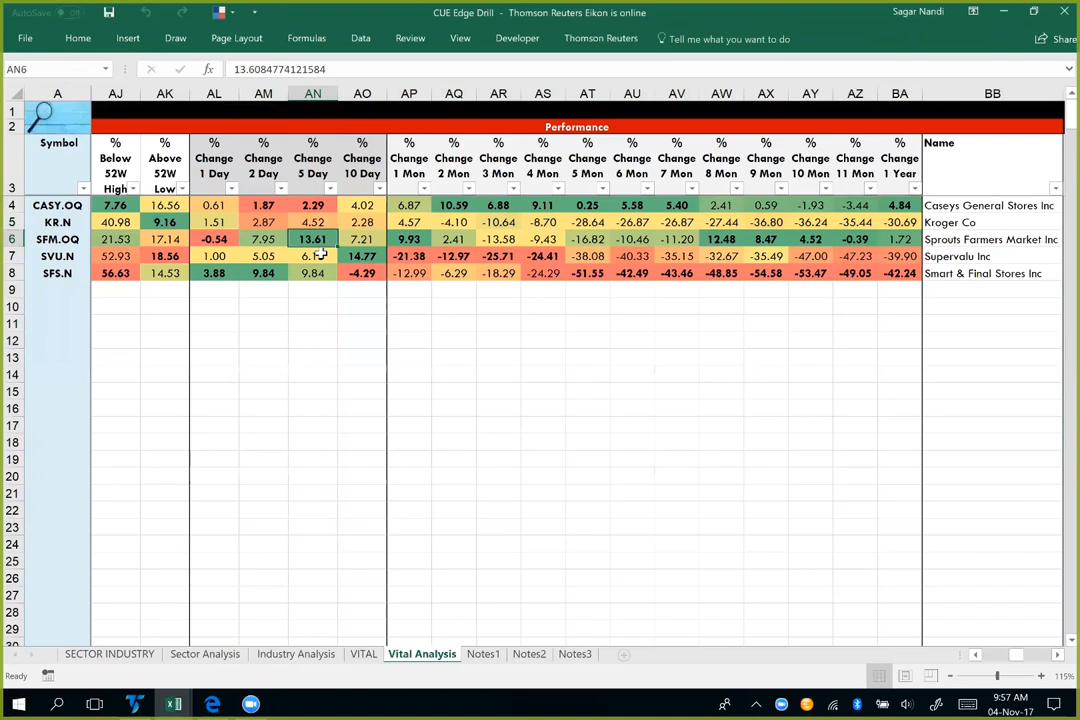 AutoSave CUE Edge Drill - Thomson Reuters Eikon is online Sagar Nandi
File Home Insert Draw Page Layout Formulas Data Review View Developer Thomson Reuters Tell me what you want to do Share
AN6 fx 13.6084774121584
A AJ AK AL AM AN AO AP AQ AR AS AT AU AV AW AX AY AZ BA BB
1
2 Performance
Symbol % % % % % % % % % % % % % % % % % % Name
Below Above Change Change Change Change Change Change Change Change Change Change Change Change Change Change Change Change
52W 52W 1 Day 2 Day 5 Day 10 Day 1 Mon 2 Mon 3 Mon 4 Mon 5 Mon 6 Mon 7 Mon 8 Mon 9 Mon 10 Mon 11 Mon 1 Year
3 High Low
4 CASY.OQ 7.76 16.56 0.61 1.87 2.29 4.02 6.87 10.59 6.88 9.11 0.25 5.58 5.40 2.41 0.59 -1.93 -3.44 4.84 Caseys General Stores Inc
5 KR.N 40.98 9.16 1.51 2.87 4.52 2.28 4.57 -4.10 -10.64 -8.70 -28.64 -26.87 -26.87 -27.44 -36.80 -36.24 -35.44 -30.69 Kroger Co
6 SFM.OQ 21.53 17.14 -0.54 7.95 13.61 7.21 9.93 2.41 -13.58 -9.43 -16.82 -10.46 -11.20 12.48 8.47 4.52 -0.39 1.72 Sprouts Farmers Market Inc
7 SVU.N 52.93 18.56 1.00 5.05 14.77 -21.38 -12.97 -25.71 -24.41 -38.08 -40.33 -35.15 -32.67 -35.49 -47.00 -47.23 -39.90 Supervalu Inc
8 SFS.N 56.63 14.53 3.88 9.84 9.84 -4.29 -12.99 -6.29 -18.29 -24.29 -51.55 -42.49 -43.46 -48.85 -54.58 -53.47 -49.05 -42.24 Smart & Final Stores Inc
9
10
11
12
13
14
15
16
17
18
19
20
21
22
23
24
25
26
27
28
29
SECTOR INDUSTRY Sector Analysis Industry Analysis VITAL Vital Analysis Notes1 Notes2 Notes3
Ready 115%
9:57 AM
04-Nov-17